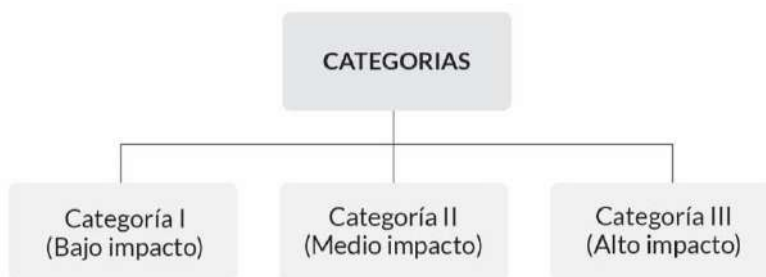 CATEGORIAS
Categoría I
(Bajo impacto)
Categoría II
(Medio impacto)
Categoría III
(Alto impacto)